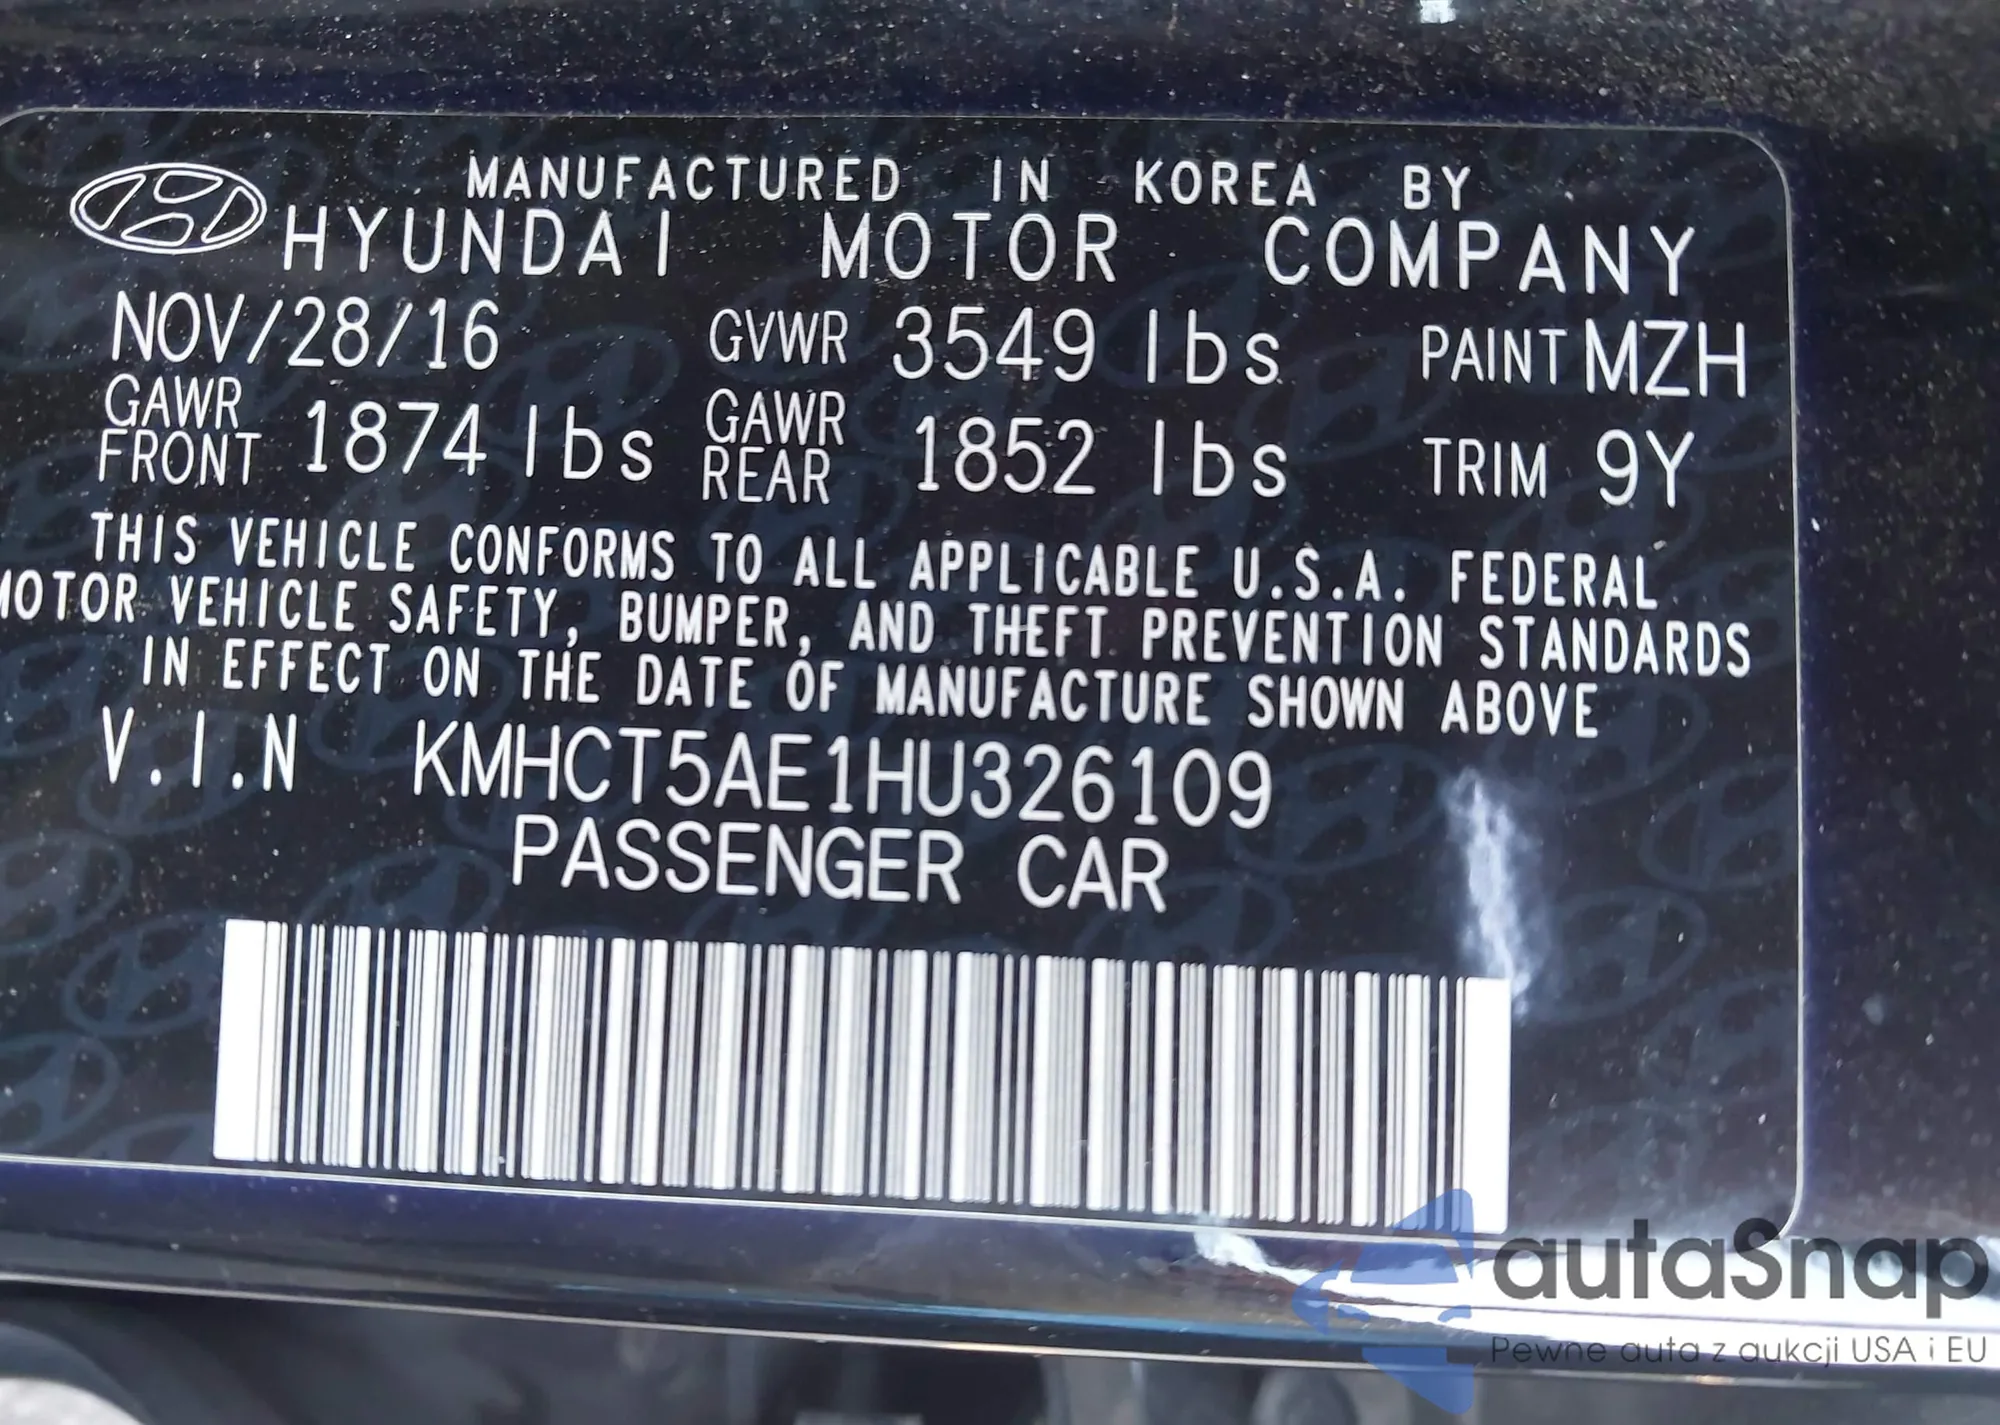 MANUFACTURED IN KOREA BY
HYUNDAI MOTOR COMPANY
NOV/28/16 GVWR 3549 lbs PAINT MZH
GAWR FRONT 1874 lbs GAWR REAR 1852 lbs TRIM 9Y
THIS VEHICLE CONFORMS TO ALL APPLICABLE U.S.A. FEDERAL
MOTOR VEHICLE SAFETY, BUMPER, AND THEFT PREVENTION STANDARDS
IN EFFECT ON THE DATE OF MANUFACTURE SHOWN ABOVE
V.I.N KMHCT5AE1HU326109
PASSENGER CAR
autaSnap
Pewne auta z aukcji USA i EU